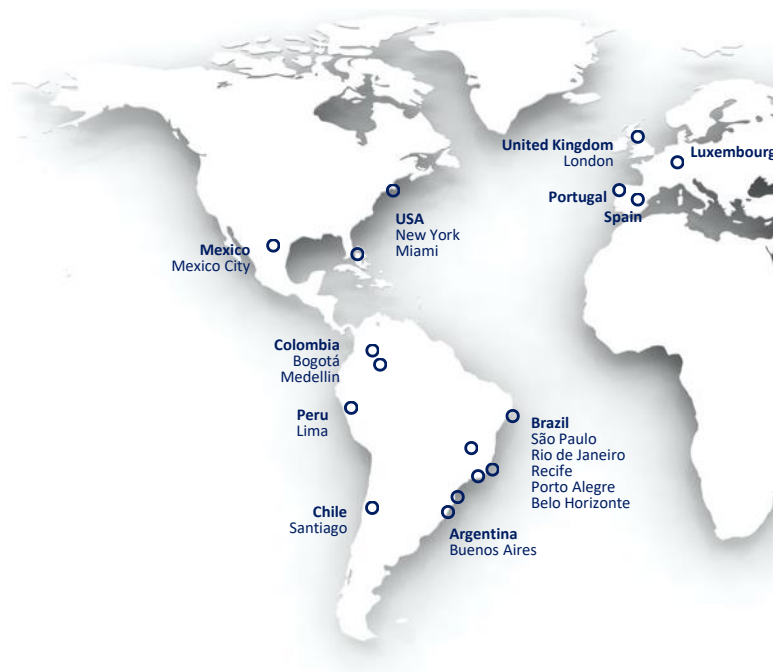 United Kingdom
London
Luxembourg
Portugal
Spain
USA
New York
Miami
Mexico
Mexico City
Colombia
Bogotá
Medellin
Peru
Lima
Brazil
São Paulo
Rio de Janeiro
Recife
Porto Alegre
Belo Horizonte
Chile
Santiago
Argentina
Buenos Aires